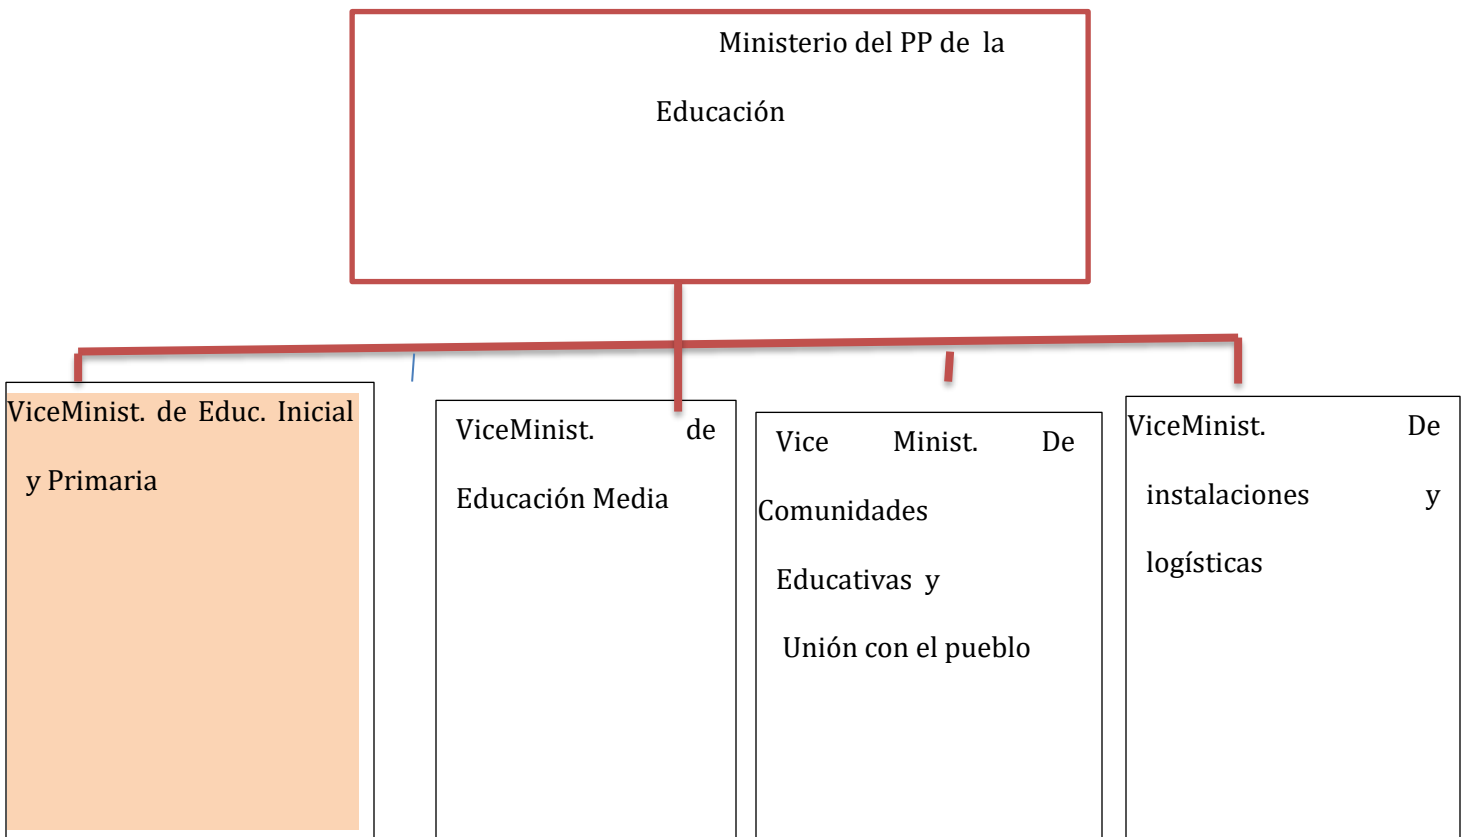 Ministerio del PP de la
Educación
ViceMinist. de Educ. Inicial
y Primaria
ViceMinist. de
Educación Media
Vice Minist. De
Comunidades
Educativas y
Unión con el pueblo
ViceMinist. De
instalaciones y
logísticas